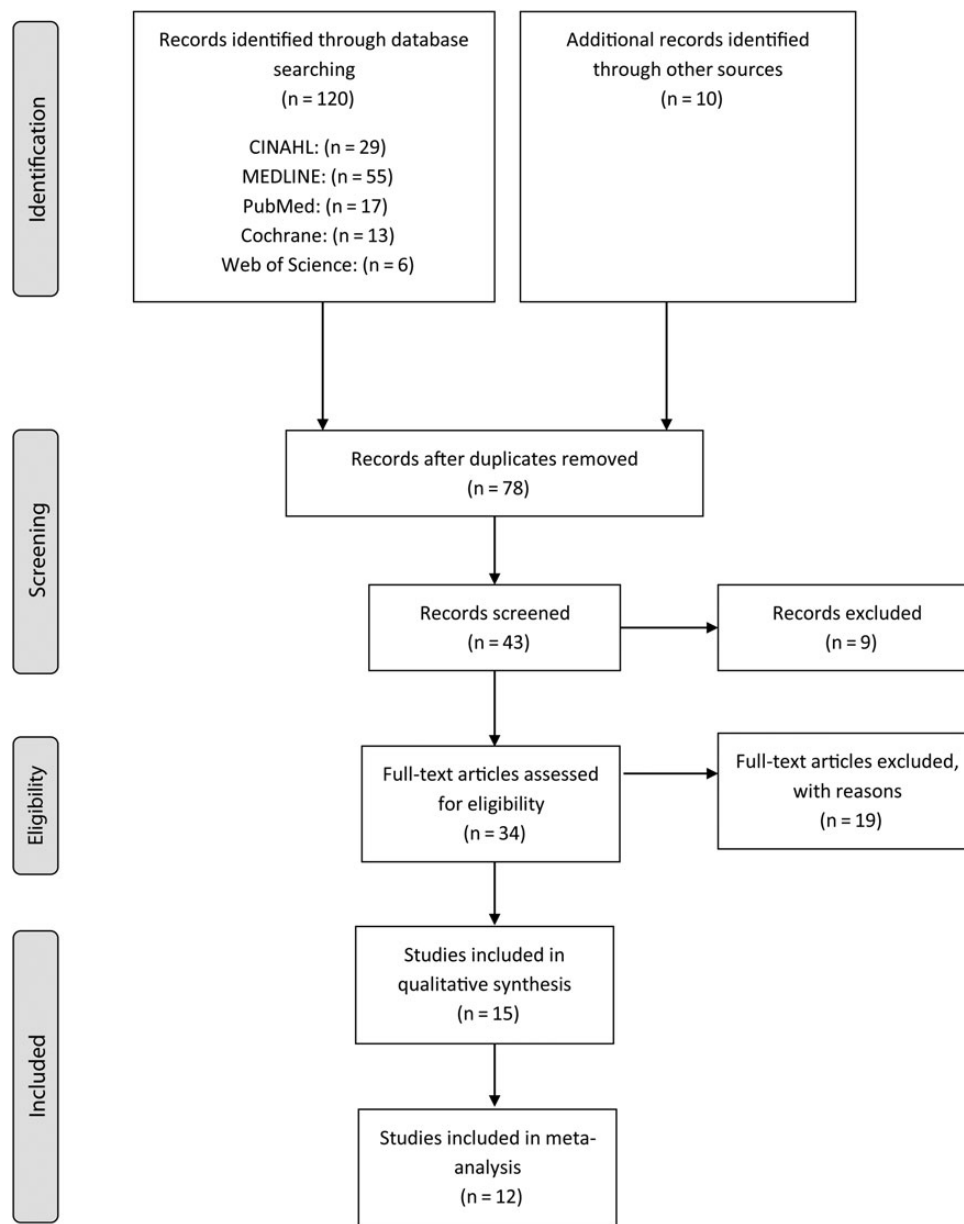 Identification
Records identified through database
searching
(n = 120)
CINAHL: (n = 29)
MEDLINE: (n = 55)
PubMed: (n = 17)
Cochrane: (n = 13)
Web of Science: (n = 6)
Additional records identified
through other sources
(n = 10)
Screening
Records after duplicates removed
(n = 78)
Records screened
(n = 43)
Records excluded
(n = 9)
Eligibility
Full-text articles assessed
for eligibility
(n = 34)
Full-text articles excluded,
with reasons
(n = 19)
Included
Studies included in
qualitative synthesis
(n = 15)
Studies included in meta-
analysis
(n = 12)